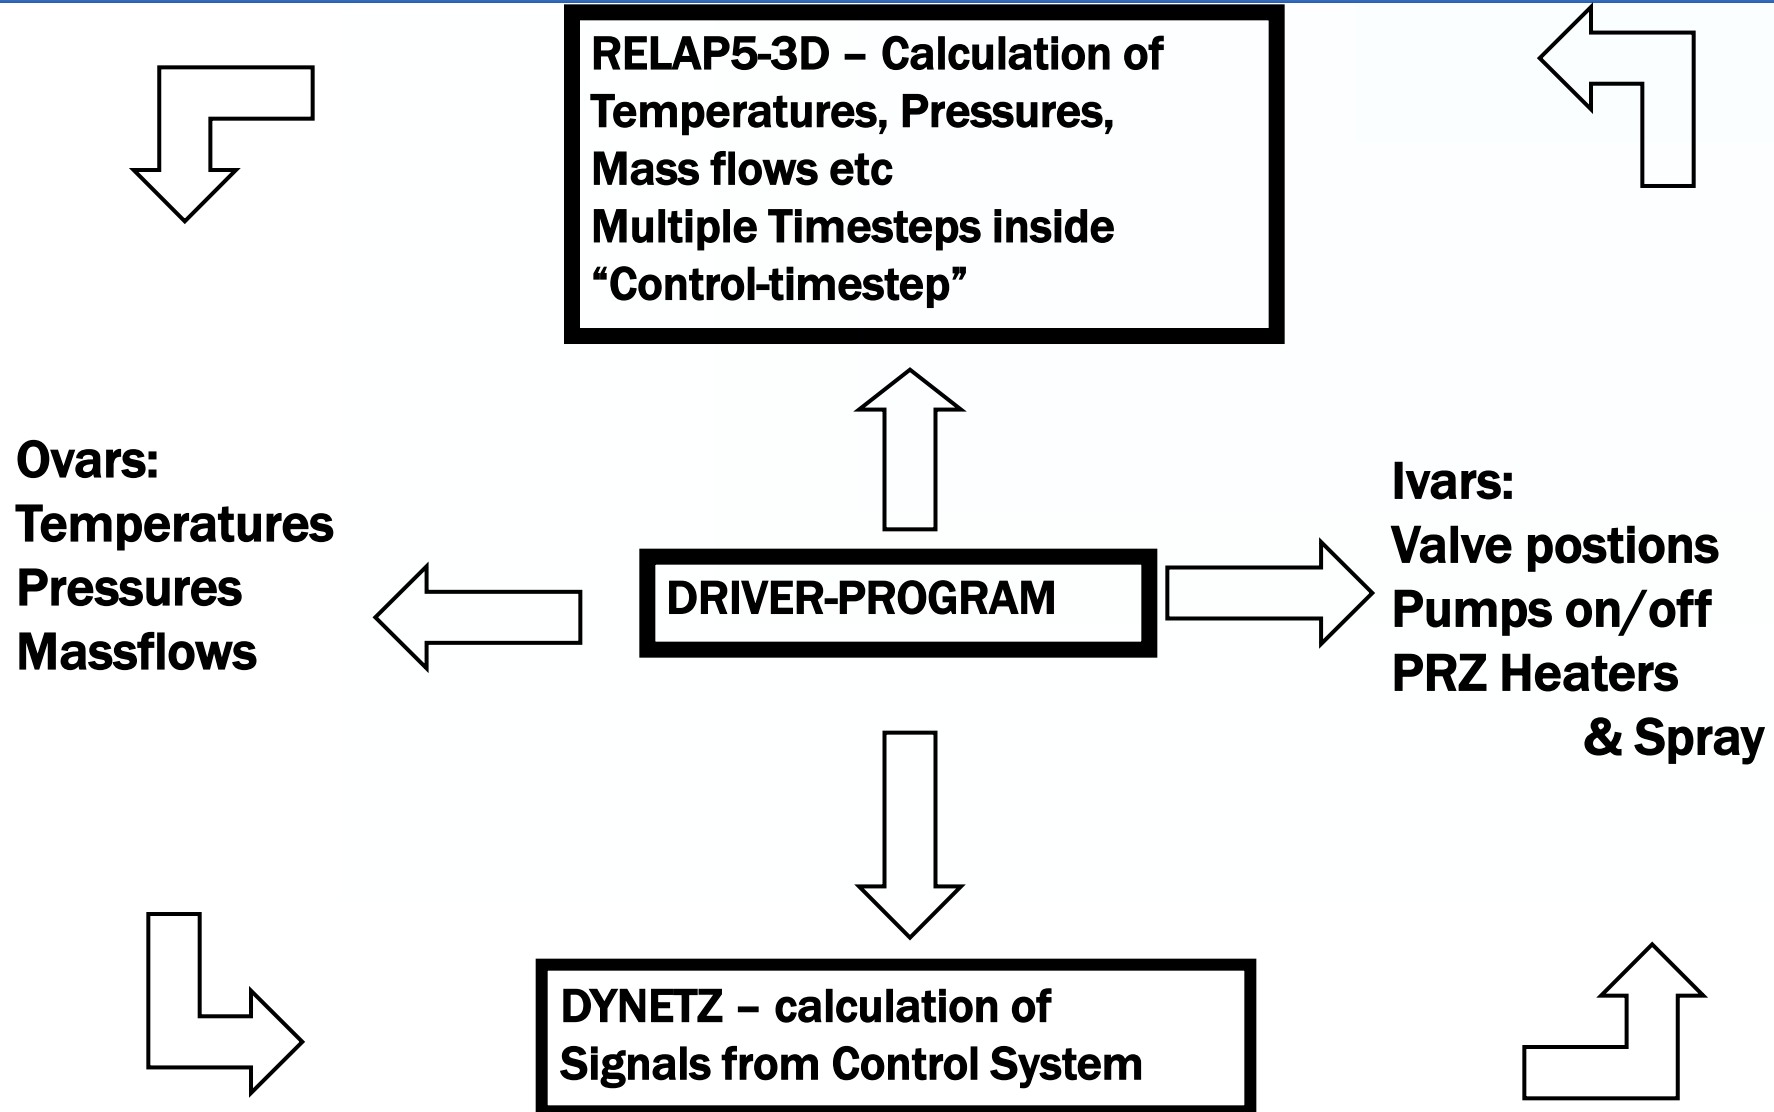 RELAP5-3D – Calculation of
Temperatures, Pressures,
Mass flows etc
Multiple Timesteps inside
“Control-timestep”
Ovars:
Temperatures
Pressures
Massflows
DRIVER-PROGRAM
Ivars:
Valve postions
Pumps on/off
PRZ Heaters
& Spray
DYNETZ – calculation of
Signals from Control System